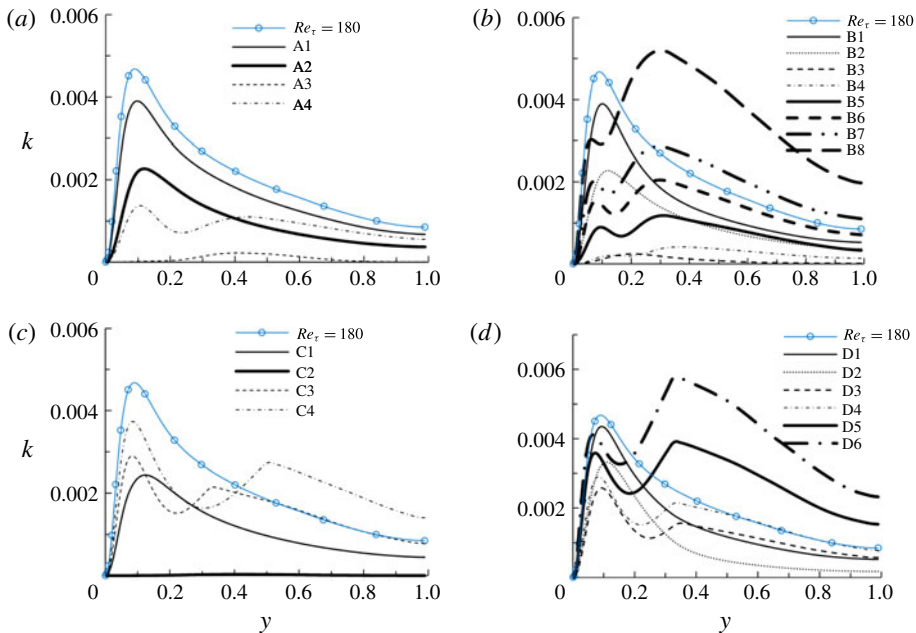 (a)
0.006
0.004
k
0.002
0
0.2
0.4
0.6
0.8
1.0
Reτ = 180
A1
A2
A3
A4
(b)
0.006
0.004
k
0.002
0
0.2
0.4
0.6
0.8
1.0
Reτ = 180
B1
B2
B3
B4
B5
B6
B7
B8
(c)
0.006
0.004
k
0.002
0
0.2
0.4
0.6
0.8
1.0
y
Reτ = 180
C1
C2
C3
C4
(d)
0.006
0.004
k
0.002
0
0.2
0.4
0.6
0.8
1.0
y
Reτ = 180
D1
D2
D3
D4
D5
D6